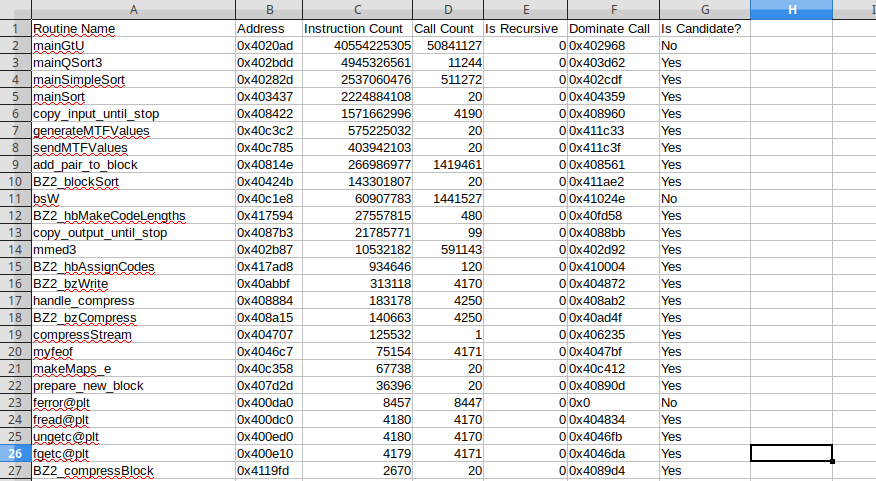 A B C D E F G H I
1 Routine Name Address Instruction Count Call Count Is Recursive Dominate Call Is Candidate?
2 mainGtU 0x4020ad 40554225305 50841127 0 0x402968 No
3 mainQSort3 0x402bdd 4945326561 11244 0 0x403d62 Yes
4 mainSimpleSort 0x40282d 2537060476 511272 0 0x402cdf Yes
5 mainSort 0x403437 2224884108 20 0 0x404359 Yes
6 copy_input_until_stop 0x408422 1571662996 4190 0 0x408960 Yes
7 generateMTFValues 0x40c3c2 575225032 20 0 0x411c33 Yes
8 sendMTFValues 0x40c785 403942103 20 0 0x411c3f Yes
9 add_pair_to_block 0x40814e 266986977 1419461 0 0x408561 Yes
10 BZ2_blockSort 0x40424b 143301807 20 0 0x411ae2 Yes
11 bsW 0x40c1e8 60907783 1441527 0 0x41024e No
12 BZ2_hbMakeCodeLengths 0x417594 27557815 480 0 0x40fd58 Yes
13 copy_output_until_stop 0x4087b3 21785771 99 0 0x4088bb Yes
14 mmed3 0x402b87 10532182 591143 0 0x402d92 Yes
15 BZ2_hbAssignCodes 0x417ad8 934646 120 0 0x410004 Yes
16 BZ2_bzWrite 0x40abbf 313118 4170 0 0x404872 Yes
17 handle_compress 0x408884 183178 4250 0 0x408ab2 Yes
18 BZ2_bzCompress 0x408a15 140663 4250 0 0x40ad4f Yes
19 compressStream 0x404707 125532 1 0 0x406235 Yes
20 myfeof 0x4046c7 75154 4171 0 0x4047bf Yes
21 makeMaps_e 0x40c358 67738 20 0 0x40c412 Yes
22 prepare_new_block 0x407d2d 36396 20 0 0x40890d Yes
23 ferror@plt 0x400da0 8457 8447 0 0x0 No
24 fread@plt 0x400dc0 4180 4170 0 0x404834 Yes
25 ungetc@plt 0x400ed0 4180 4170 0 0x4046fb Yes
26 fgetc@plt 0x400e10 4179 4171 0 0x4046da Yes
27 BZ2_compressBlock 0x4119fd 2670 20 0 0x4089d4 Yes